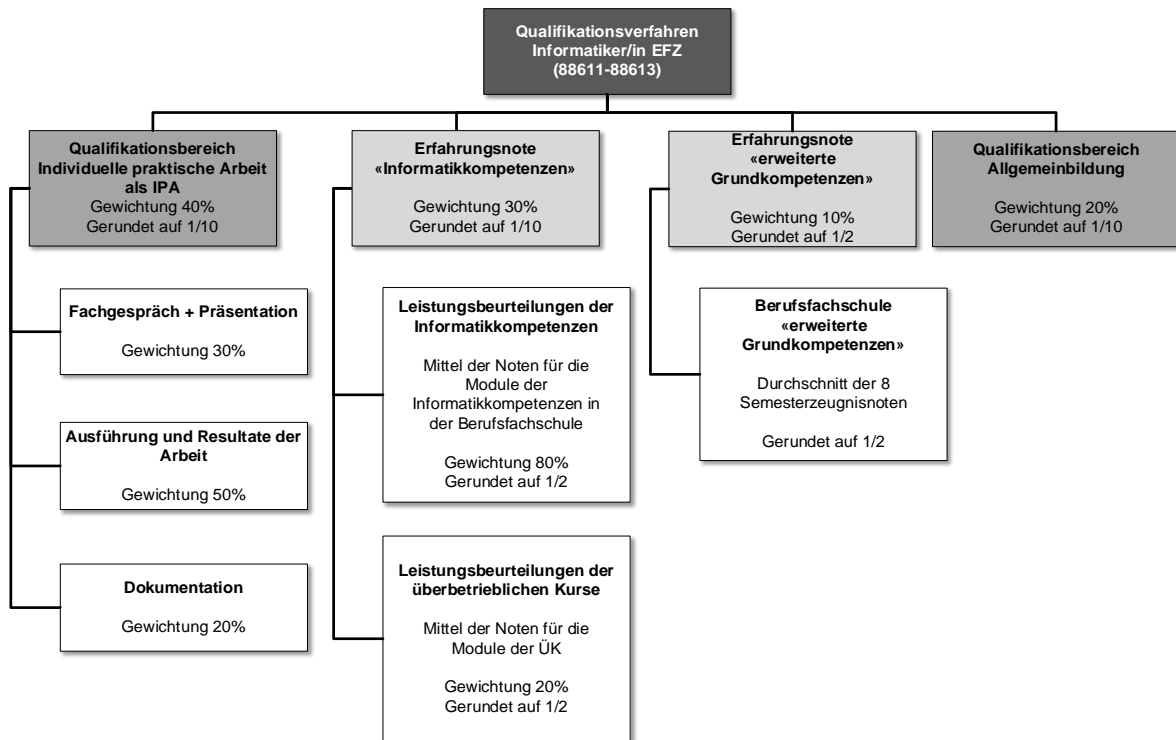 Qualifikationsverfahren
Informatiker/in EFZ
(88611-88613)
Qualifikationsbereich
Individuelle praktische Arbeit
als IPA
Gewichtung 40%
Gerundet auf 1/10
Fachgespräch + Präsentation
Gewichtung 30%
Ausführung und Resultate der
Arbeit
Gewichtung 50%
Dokumentation
Gewichtung 20%
Erfahrungsnote
«Informatikkompetenzen»
Gewichtung 30%
Gerundet auf 1/10
Leistungsbeurteilungen der
Informatikkompetenzen
Mittel der Noten für die
Module der
Informatikkompetenzen in
der Berufsfachschule
Gewichtung 80%
Gerundet auf 1/2
Leistungsbeurteilungen der
überbetrieblichen Kurse
Mittel der Noten für die
Module der ÜK
Gewichtung 20%
Gerundet auf 1/2
Erfahrungsnote
«erweiterte
Grundkompetenzen»
Gewichtung 10%
Gerundet auf 1/2
Berufsfachschule
«erweiterte
Grundkompetenzen»
Durchschnitt der 8
Semesterzeugnisnoten
Gerundet auf 1/2
Qualifikationsbereich
Allgemeinbildung
Gewichtung 20%
Gerundet auf 1/10